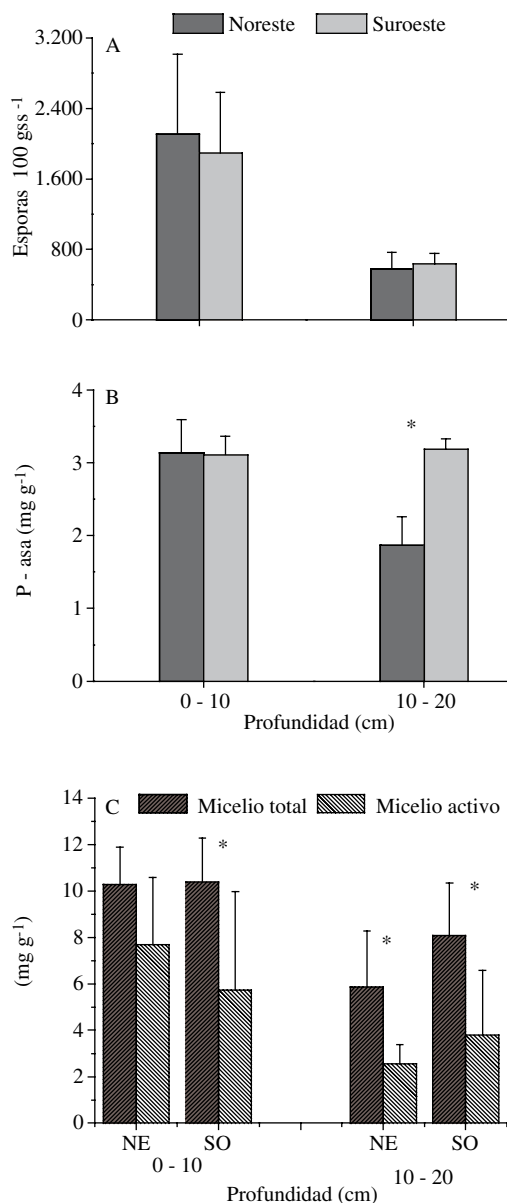 Noreste Suroeste
A
3.200
2.400
1.600
800
0
Esporas 100 gss-1
B
4
3
2
1
0
*
P - asa (mg g-1)
0 - 10 10 - 20
Profundidad (cm)
C Micelio total Micelio activo
14
12
10
8
6
4
2
0
* * *
(mg g-1)
NE SO NE SO
0 - 10 10 - 20
Profundidad (cm)